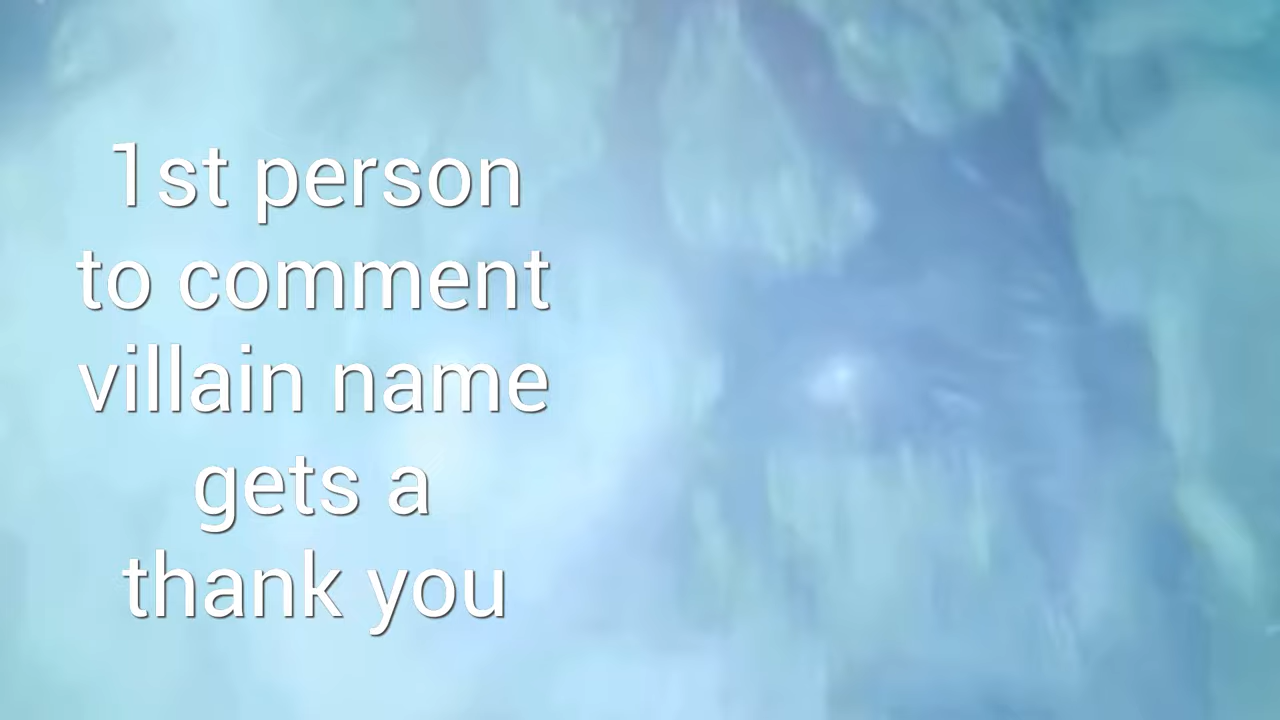 1st person
to comment
villain name
gets a
thank you